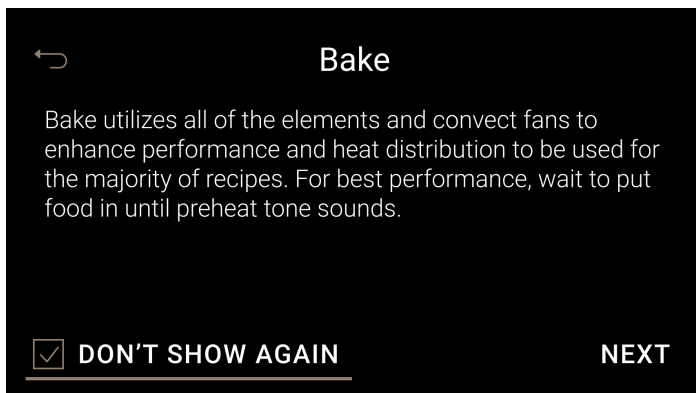 Bake
Bake utilizes all of the elements and convect fans to
enhance performance and heat distribution to be used for
the majority of recipes. For best performance, wait to put
food in until preheat tone sounds.
DON’T SHOW AGAIN
NEXT